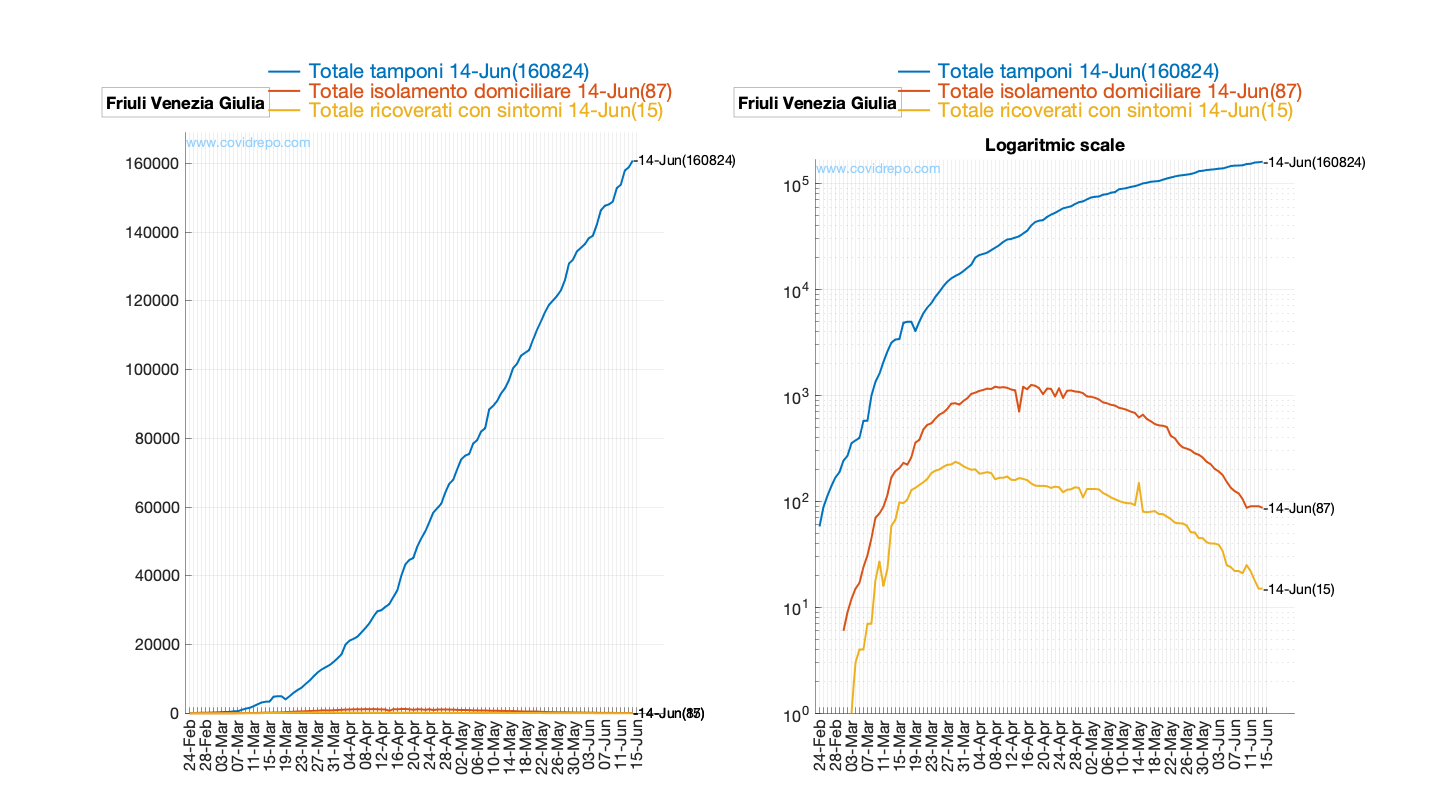 Totale tamponi 14-Jun(160824)
Totale isolamento domiciliare 14-Jun(87)
Totale ricoverati con sintomi 14-Jun(15)
Friuli Venezia Giulia
www.covidrepo.com
160000
140000
120000
100000
80000
60000
40000
20000
0
-14-Jun(160824)
-14-Jun(87)
-14-Jun(15)
24-Feb
28-Feb
03-Mar
07-Mar
11-Mar
15-Mar
19-Mar
23-Mar
27-Mar
31-Mar
04-Apr
08-Apr
12-Apr
16-Apr
20-Apr
24-Apr
28-Apr
02-May
06-May
10-May
14-May
18-May
22-May
26-May
30-May
03-Jun
07-Jun
11-Jun
15-Jun
Totale tamponi 14-Jun(160824)
Totale isolamento domiciliare 14-Jun(87)
Totale ricoverati con sintomi 14-Jun(15)
Friuli Venezia Giulia
Logaritmic scale
www.covidrepo.com
10^5
10^4
10^3
10^2
10^1
10^0
-14-Jun(160824)
-14-Jun(87)
-14-Jun(15)
24-Feb
28-Feb
03-Mar
07-Mar
11-Mar
15-Mar
19-Mar
23-Mar
27-Mar
31-Mar
04-Apr
08-Apr
12-Apr
16-Apr
20-Apr
24-Apr
28-Apr
02-May
06-May
10-May
14-May
18-May
22-May
26-May
30-May
03-Jun
07-Jun
11-Jun
15-Jun